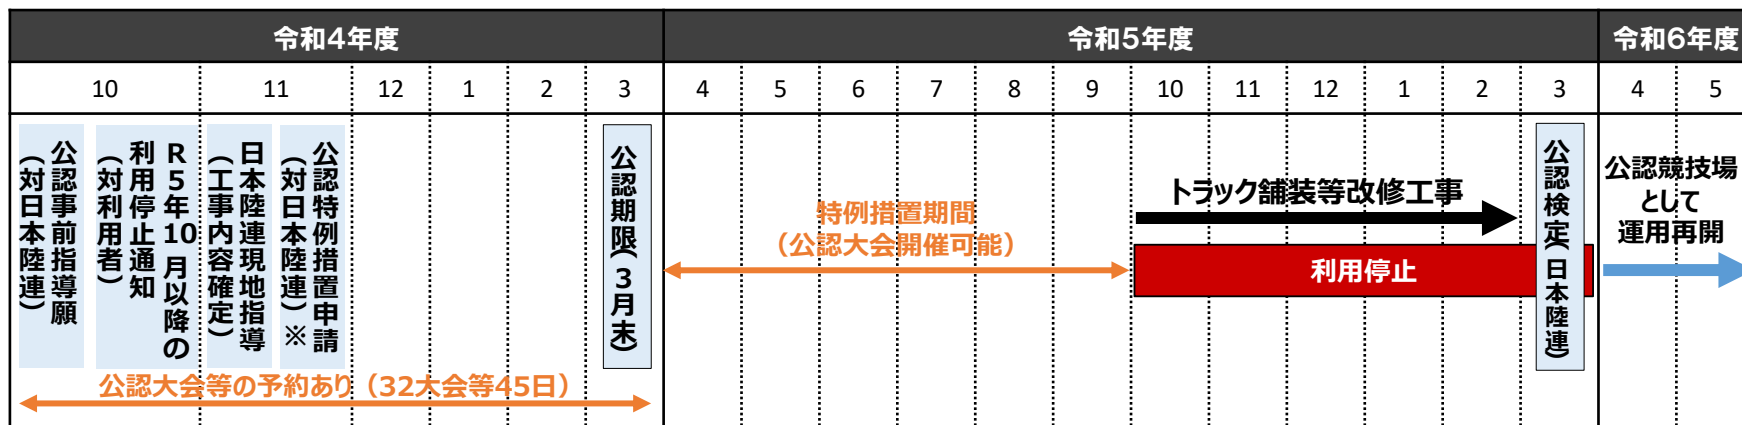 令和4年度
令和5年度
令和6年度
10
11
12
1
2
3
4
5
6
7
8
9
10
11
12
1
2
3
4
5
公認事前指導願
（対日本陸連）
R5年10月以降の
利用停止通知
（対利用者）
日本陸連現地指導
（工事内容確定）
公認特例措置申請
（対日本陸連）※
公認期限（3月末）
公認大会等の予約あり（32大会等45日）
特例措置期間
（公認大会開催可能）
トラック舗装等改修工事
利用停止
公認検定（日本陸連）
公認競技場
として
運用再開